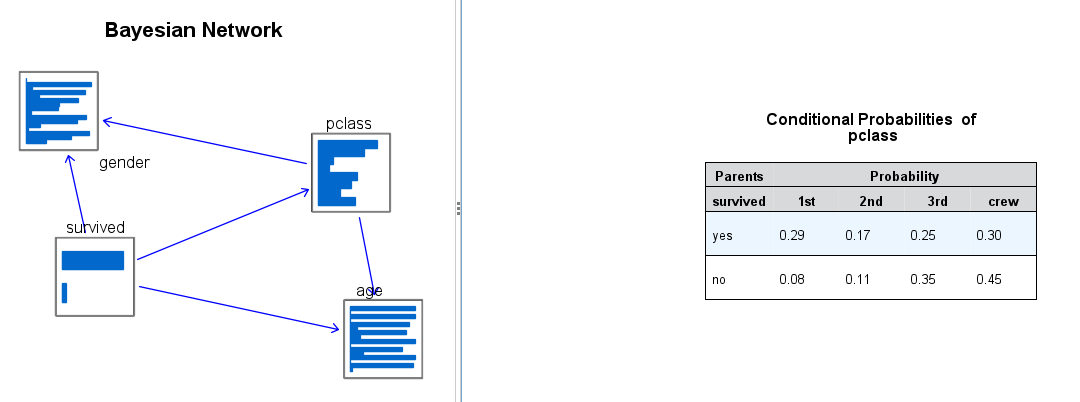 Bayesian Network
pclass
gender
survived
age
Conditional Probabilities of
pclass
Parents Probability
survived 1st 2nd 3rd crew
yes 0.29 0.17 0.25 0.30
no 0.08 0.11 0.35 0.45